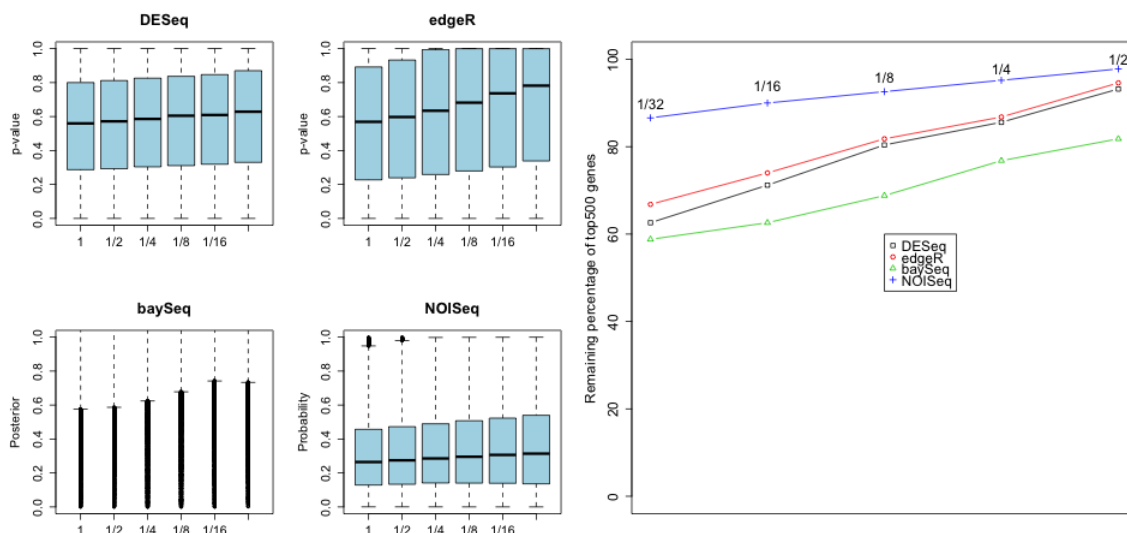 DESeq
p-value
0.0 0.2 0.4 0.6 0.8 1.0
1 1/2 1/4 1/8 1/16
edgeR
p-value
0.0 0.2 0.4 0.6 0.8 1.0
1 1/2 1/4 1/8 1/16
baySeq
Posterior
0.0 0.2 0.4 0.6 0.8 1.0
1 1/2 1/4 1/8 1/16
NOISeq
Probability
0.0 0.2 0.4 0.6 0.8 1.0
1 1/2 1/4 1/8 1/16
Remaining percentage of top500 genes
0 20 40 60 80 100
1/32 1/16 1/8 1/4 1/2
DESeq
edgeR
baySeq
NOISeq